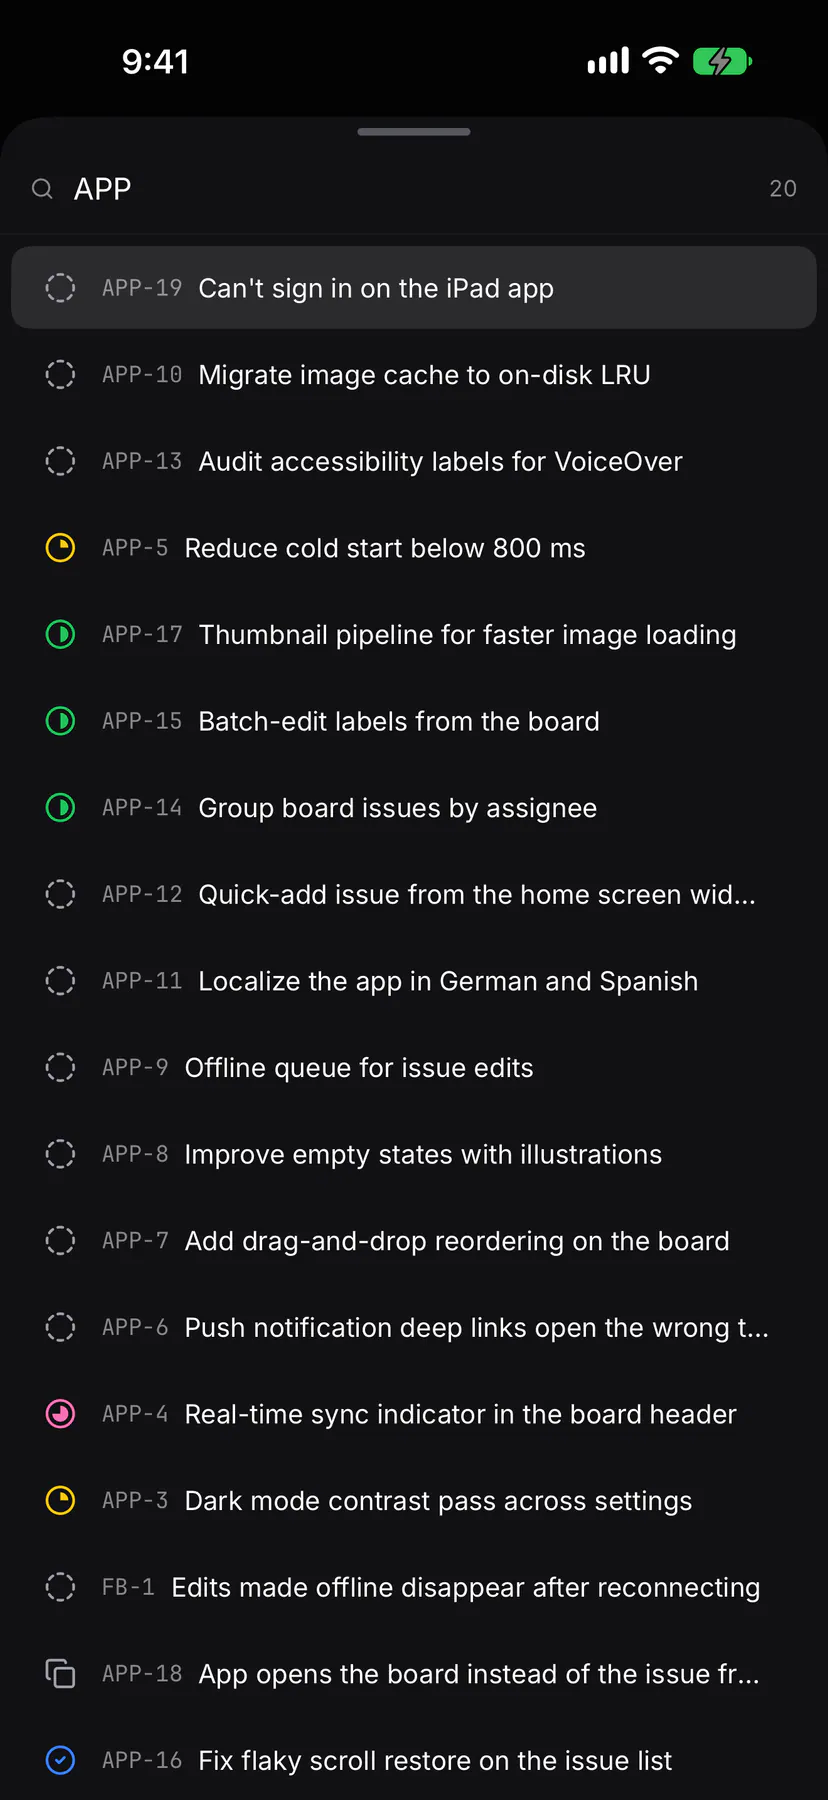 9:41
APP 20
APP-19 Can't sign in on the iPad app
APP-10 Migrate image cache to on-disk LRU
APP-13 Audit accessibility labels for VoiceOver
APP-5 Reduce cold start below 800 ms
APP-17 Thumbnail pipeline for faster image loading
APP-15 Batch-edit labels from the board
APP-14 Group board issues by assignee
APP-12 Quick-add issue from the home screen wid...
APP-11 Localize the app in German and Spanish
APP-9 Offline queue for issue edits
APP-8 Improve empty states with illustrations
APP-7 Add drag-and-drop reordering on the board
APP-6 Push notification deep links open the wrong t...
APP-4 Real-time sync indicator in the board header
APP-3 Dark mode contrast pass across settings
FB-1 Edits made offline disappear after reconnecting
APP-18 App opens the board instead of the issue fr...
APP-16 Fix flaky scroll restore on the issue list